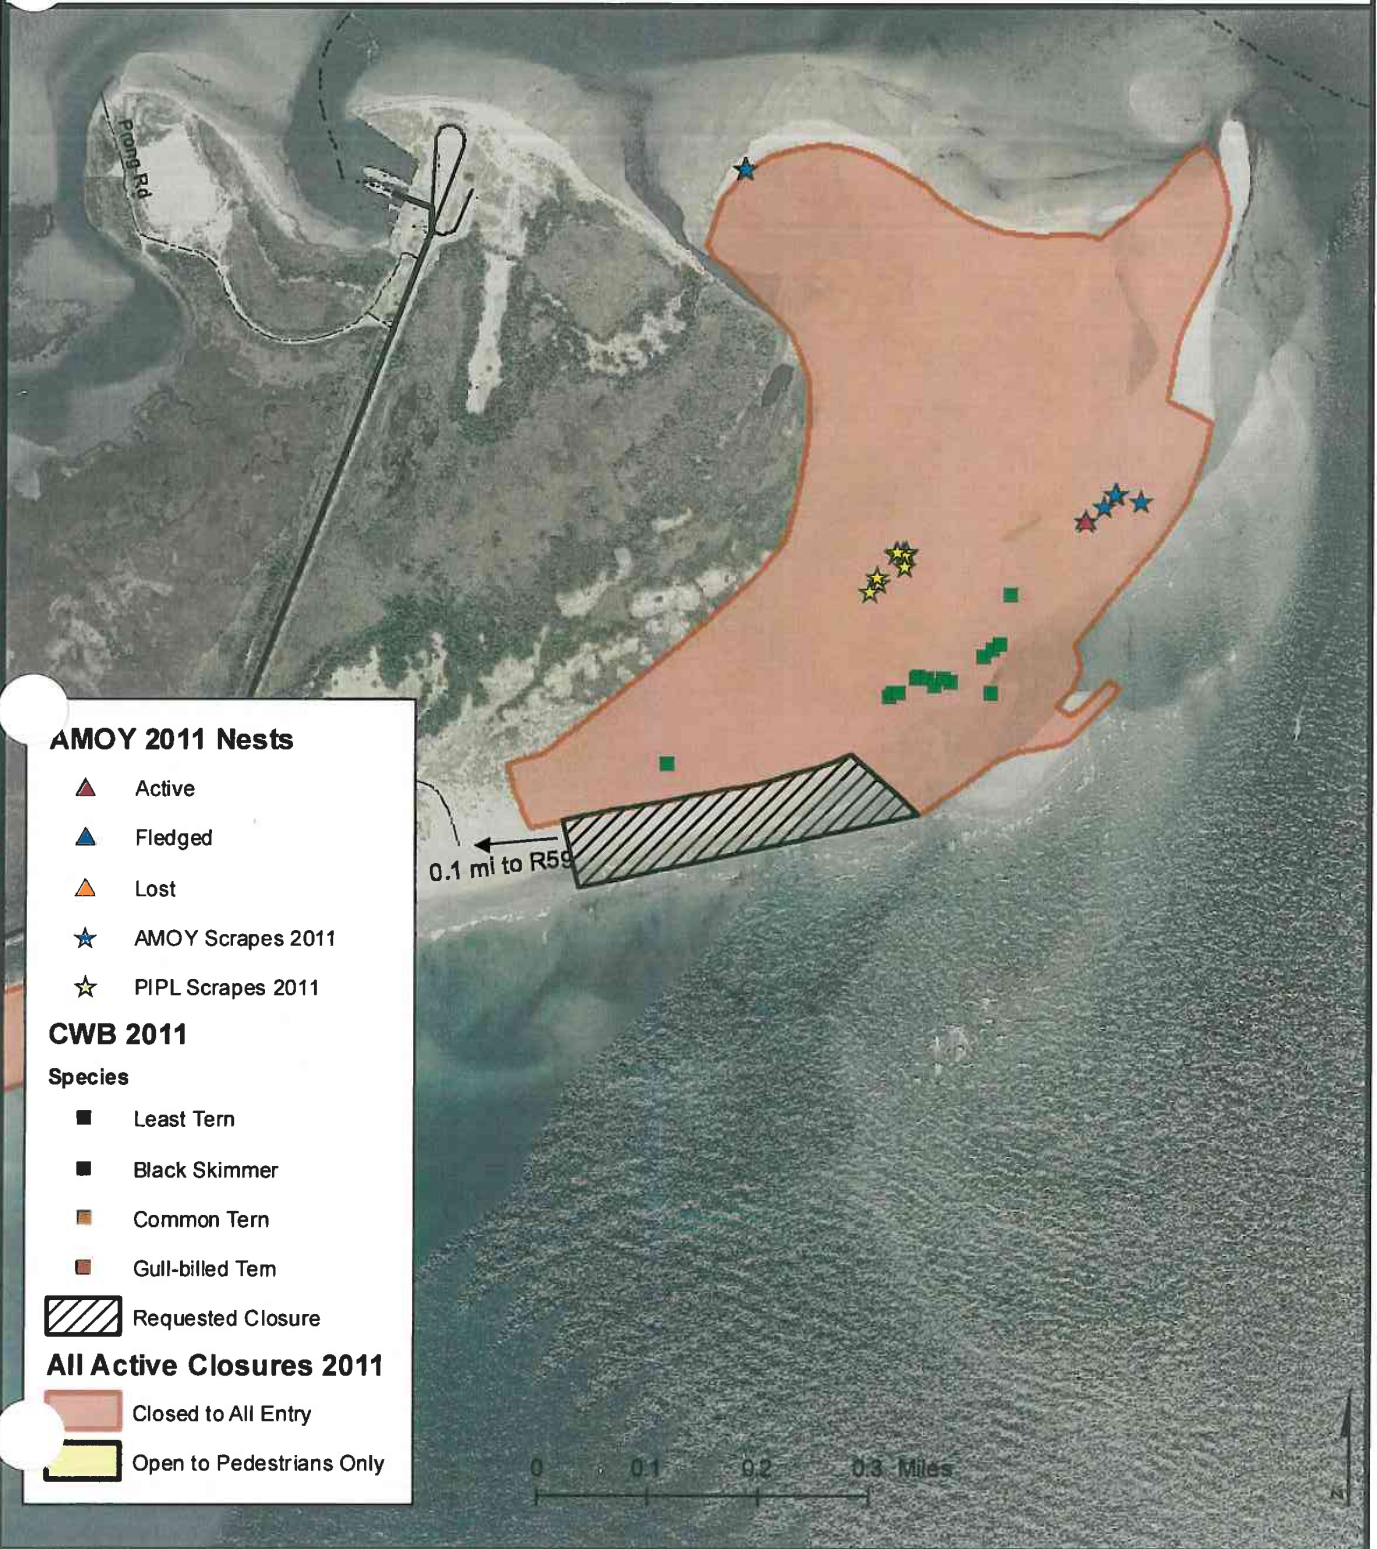 Prong Rd
0.1 mi to R59
AMOY 2011 Nests
Active
Fledged
Lost
AMOY Scrapes 2011
PIPL Scrapes 2011
CWB 2011
Species
Least Tern
Black Skimmer
Common Tern
Gull-billed Tern
Requested Closure
All Active Closures 2011
Closed to All Entry
Open to Pedestrians Only
0 0.1 0.2 0.3 Miles
N